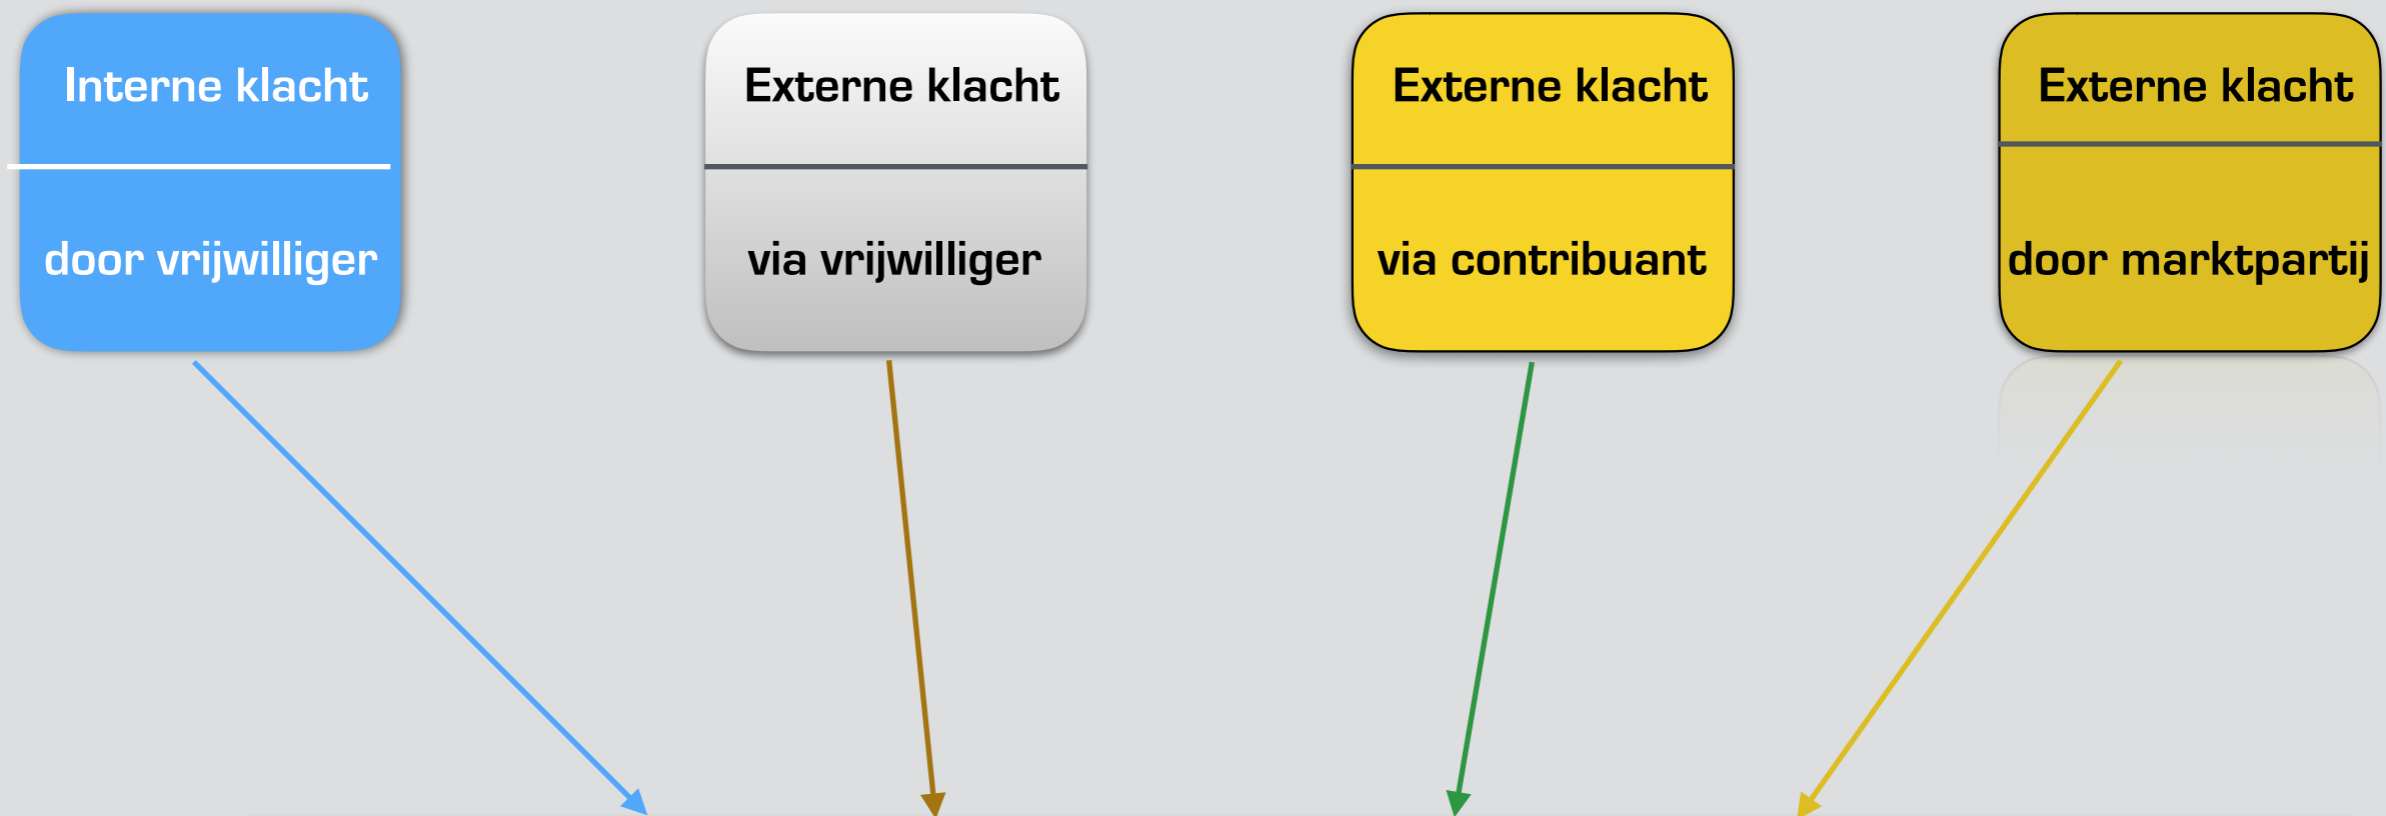 Interne klacht
door vrijwilliger
Externe klacht
via vrijwilliger
Externe klacht
via contribuant
Externe klacht
door marktpartij